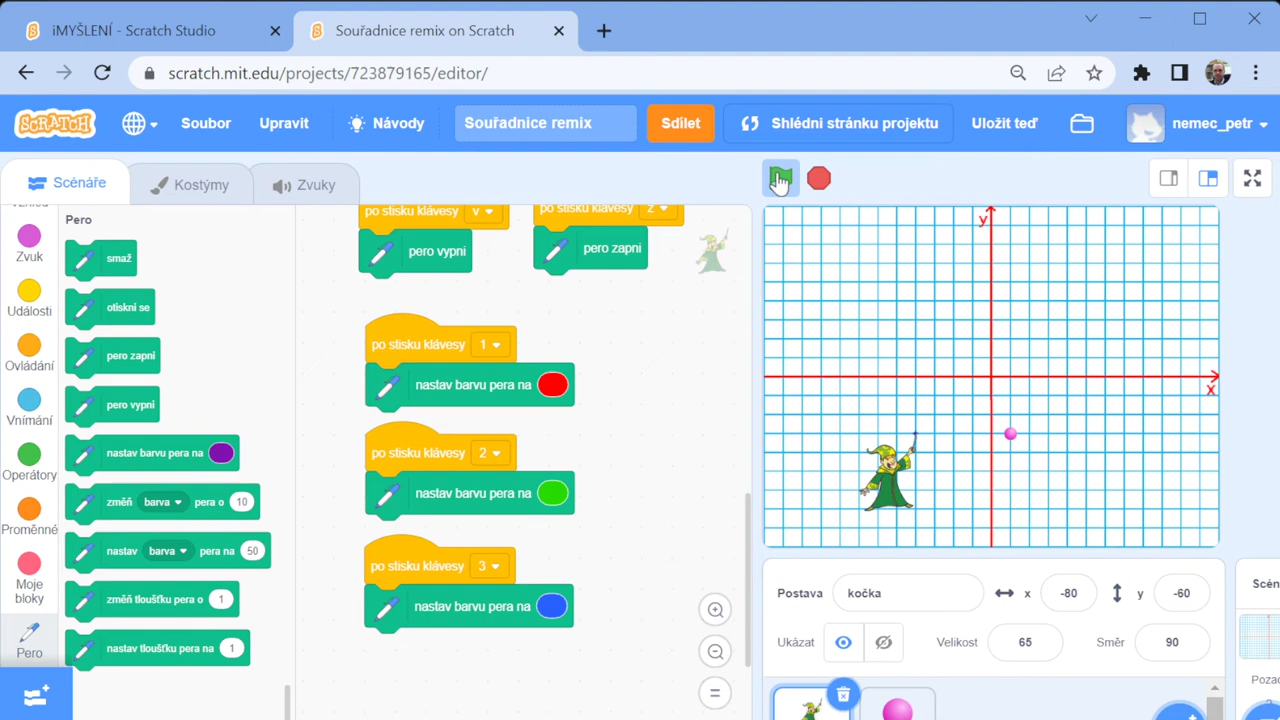 iMYŠLENÍ - Scratch Studio
Souřadnice remix on Scratch
scratch.mit.edu/projects/723879165/editor/
SCRATCH
Soubor
Upravit
Návody
Souřadnice remix
Sdílet
Shlédni stránku projektu
Uložit teď
nemec_petr
Scénáře
Kostýmy
Zvuky
Vzhled
Zvuk
Události
Ovládání
Vnímání
Operátory
Proměnné
Moje
bloky
Pero
Pero
smaž
otiskni se
pero zapni
pero vypni
nastav barvu pera na
změň barva pera o 10
nastav barva pera na 50
změň tloušťku pera o 1
nastav tloušťku pera na 1
po stisku klávesy v
pero vypni
po stisku klávesy z
pero zapni
po stisku klávesy 1
nastav barvu pera na
po stisku klávesy 2
nastav barvu pera na
po stisku klávesy 3
nastav barvu pera na
y
x
Postava kočka x -80 y -60
Ukázat Velikost 65 Směr 90
Scén
Pozad